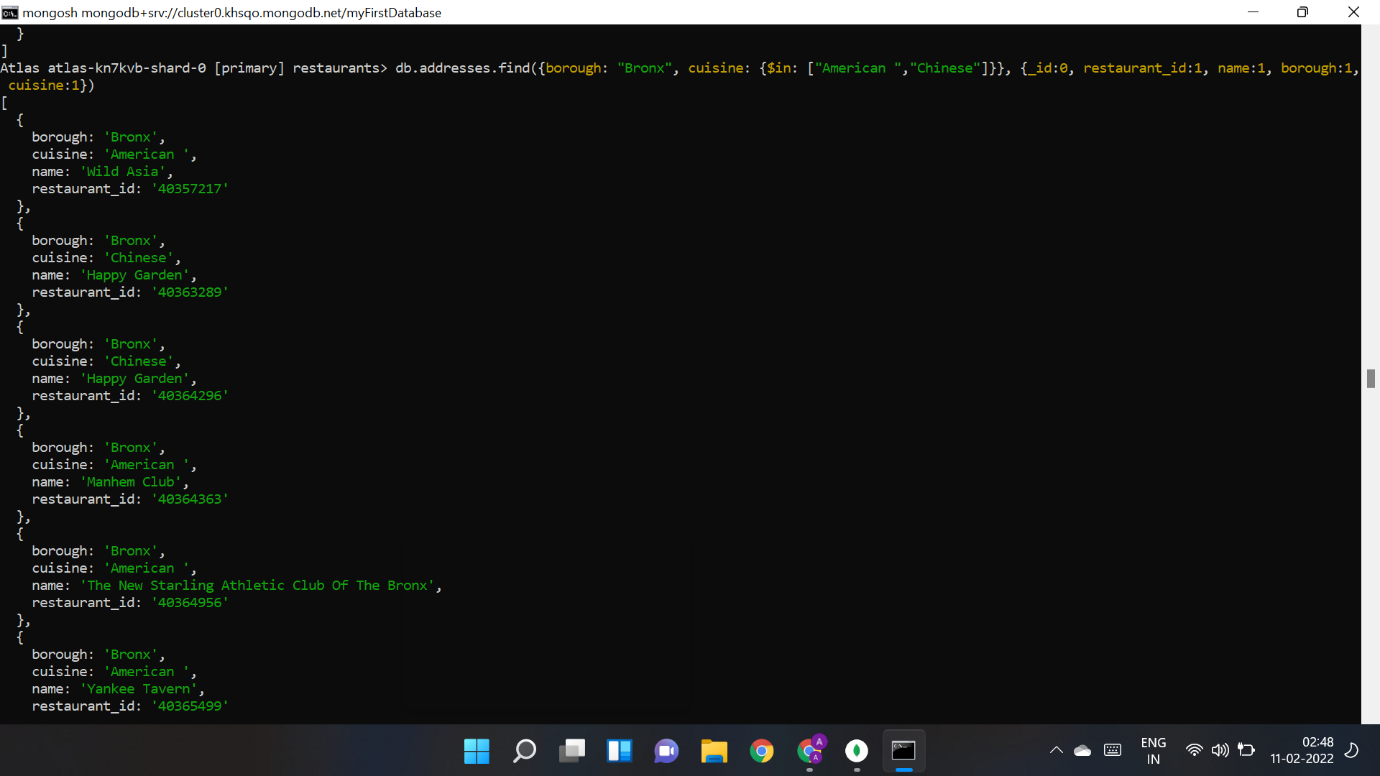 mongosh mongodb+srv://cluster0.khsqo.mongodb.net/myFirstDatabase
  }
]
Atlas atlas-kn7kvb-shard-0 [primary] restaurants> db.addresses.find({borough: "Bronx", cuisine: {$in: ["American ","Chinese"]}}, {_id:0, restaurant_id:1, name:1, borough:1,
 cuisine:1})
[
  {
    borough: 'Bronx',
    cuisine: 'American ',
    name: 'Wild Asia',
    restaurant_id: '40357217'
  },
  {
    borough: 'Bronx',
    cuisine: 'Chinese',
    name: 'Happy Garden',
    restaurant_id: '40363289'
  },
  {
    borough: 'Bronx',
    cuisine: 'Chinese',
    name: 'Happy Garden',
    restaurant_id: '40364296'
  },
  {
    borough: 'Bronx',
    cuisine: 'American ',
    name: 'Manhem Club',
    restaurant_id: '40364363'
  },
  {
    borough: 'Bronx',
    cuisine: 'American ',
    name: 'The New Starling Athletic Club Of The Bronx',
    restaurant_id: '40364956'
  },
  {
    borough: 'Bronx',
    cuisine: 'American ',
    name: 'Yankee Tavern',
    restaurant_id: '40365499'
A
A
ENG
IN
02:48
11-02-2022